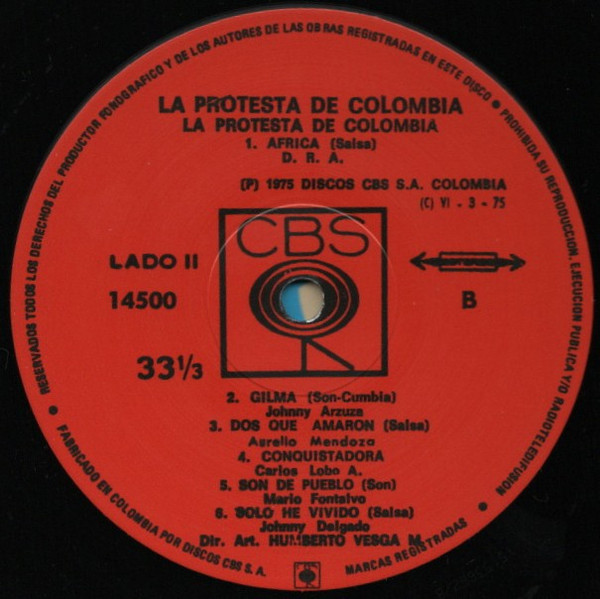 RESERVADOS TODOS LOS DERECHOS DEL PRODUCTOR FONOGRAFICO Y DE LOS AUTORES DE LAS OBRAS REGISTRADAS EN ESTE DISCO ● PROHIBIDA SU REPRODUCCION, EJECUCION PUBLICA Y/O RADIOTELEDIFUSION
LA PROTESTA DE COLOMBIA
LA PROTESTA DE COLOMBIA
1. AFRICA (Salsa)
D. R. A.
(P) 1975 DISCOS CBS S.A. COLOMBIA
(C) VI - 3 - 75
CBS
LADO II
14500
B
33 1/3
2. GILMA (Son-Cumbia)
Johnny Arzuza
3. DOS QUE AMARON (Salsa)
Aurelio Mendoza
4. CONQUISTADORA
Carlos Lobo A.
5. SON DE PUEBLO (Son)
Mario Fontalvo
6. SOLO HE VIVIDO (Salsa)
Johnny Delgado
Dir. Art. HUMBERTO VESGA M.
● FABRICADO EN COLOMBIA POR DISCOS CBS S.A.
MARCAS REGISTRADAS ●